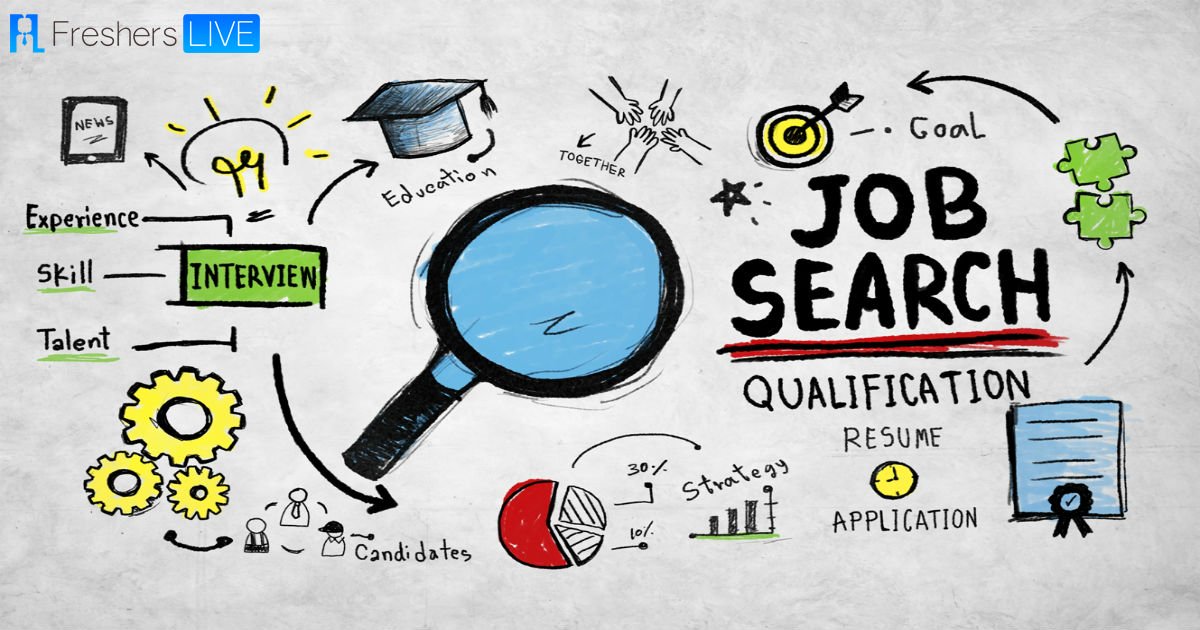 Freshers LIVE
NEWS
Experience
Skill
Talent
INTERVIEW
Education
TOGETHER
GOAL
JOB
SEARCH
QUALIFICATION
RESUME
APPLICATION
30%
10%
Strategy
Candidates